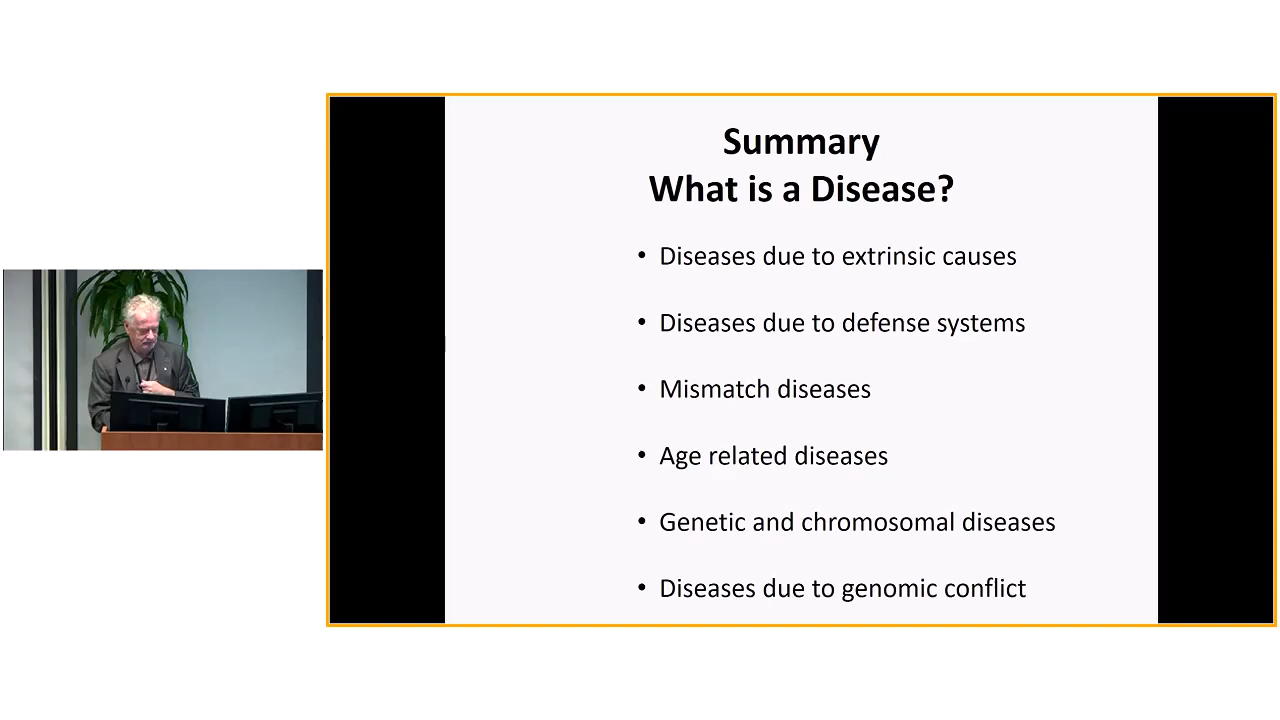 Summary
What is a Disease?
• Diseases due to extrinsic causes
• Diseases due to defense systems
• Mismatch diseases
• Age related diseases
• Genetic and chromosomal diseases
• Diseases due to genomic conflict